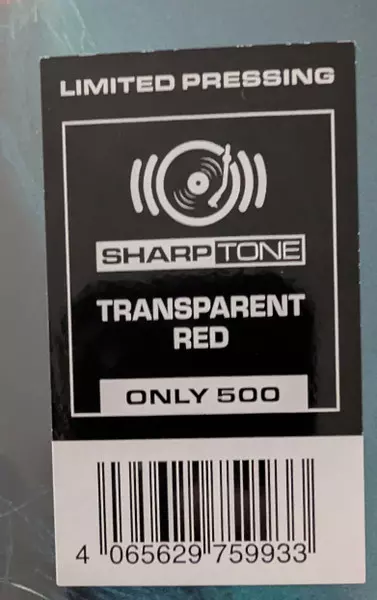 LIMITED PRESSING
SHARPTONE
TRANSPARENT
RED
ONLY 500
4 065629 759933